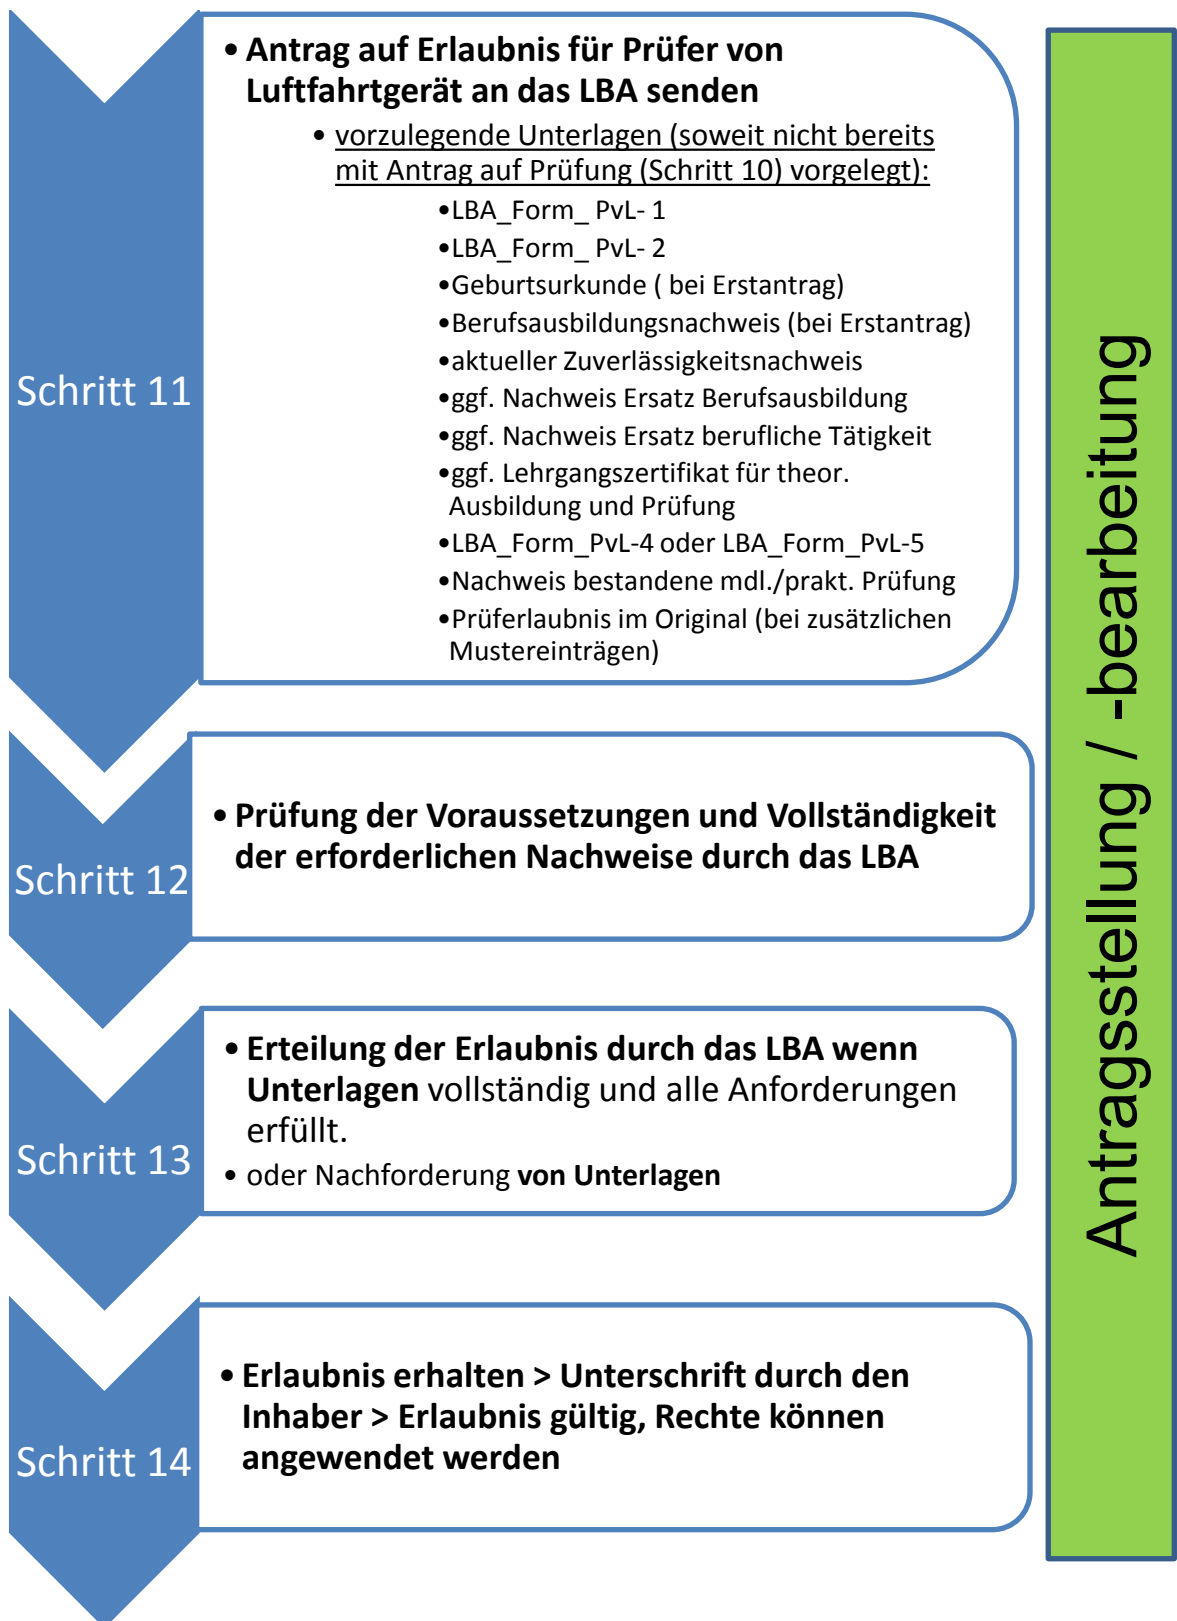 Schritt 11
• Antrag auf Erlaubnis für Prüfer von
Luftfahrtgerät an das LBA senden
• vorzulegende Unterlagen (soweit nicht bereits
mit Antrag auf Prüfung (Schritt 10) vorgelegt):
•LBA_Form_ PvL- 1
•LBA_Form_ PvL- 2
•Geburtsurkunde ( bei Erstantrag)
•Berufsausbildungsnachweis (bei Erstantrag)
•aktueller Zuverlässigkeitsnachweis
•ggf. Nachweis Ersatz Berufsausbildung
•ggf. Nachweis Ersatz berufliche Tätigkeit
•ggf. Lehrgangszertifikat für theor.
Ausbildung und Prüfung
•LBA_Form_PvL-4 oder LBA_Form_PvL-5
•Nachweis bestandene mdl./prakt. Prüfung
•Prüferlaubnis im Original (bei zusätzlichen
Mustereinträgen)
Schritt 12
• Prüfung der Voraussetzungen und Vollständigkeit
der erforderlichen Nachweise durch das LBA
Schritt 13
• Erteilung der Erlaubnis durch das LBA wenn
Unterlagen vollständig und alle Anforderungen
erfüllt.
• oder Nachforderung von Unterlagen
Schritt 14
• Erlaubnis erhalten > Unterschrift durch den
Inhaber > Erlaubnis gültig, Rechte können
angewendet werden
Antragsstellung / -bearbeitung